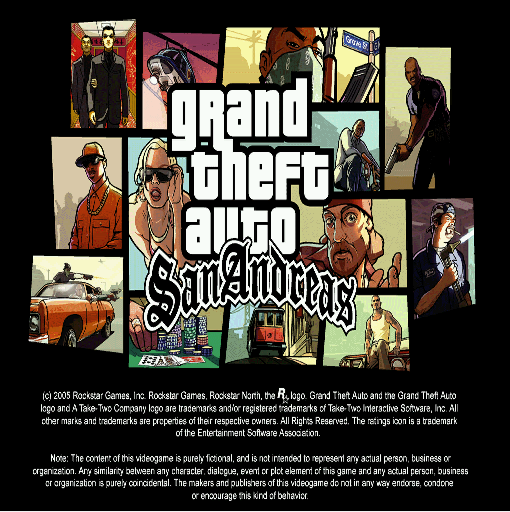 Grove St
grand
theft
auto
San Andreas
(c) 2005 Rockstar Games, Inc. Rockstar Games, Rockstar North, the R* logo. Grand Theft Auto and the Grand Theft Auto
logo and A Take-Two Company logo are trademarks and/or registered trademarks of Take-Two Interactive Software, Inc. All
other marks and trademarks are properties of their respective owners. All Rights Reserved. The ratings icon is a trademark
of the Entertainment Software Association.
Note: The content of this videogame is purely fictional, and is not intended to represent any actual person, business or
organization. Any similarity between any character, dialogue, event or plot element of this game and any actual person, business
or organization is purely coincidental. The makers and publishers of this videogame do not in any way endorse, condone
or encourage this kind of behavior.